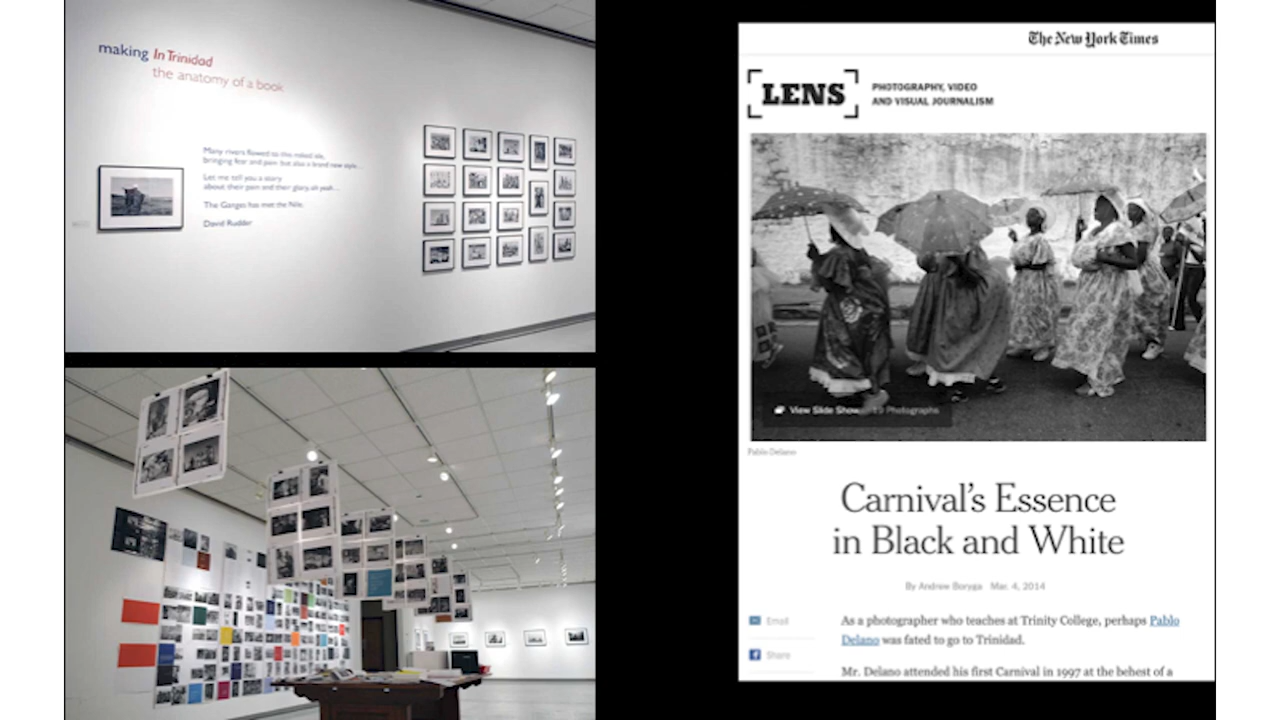 making In Trinidad
the anatomy of a book
Many rivers flowed to this naked isle,
bringing fear and pain but also a brand new style…
Let me tell you a story
about their pain and their glory, oh yeah…
The Ganges has met the Nile.
David Rudder
The New York Times
LENS
PHOTOGRAPHY, VIDEO
AND VISUAL JOURNALISM
View Slide Show 19 Photographs
Pablo Delano
Carnival's Essence
in Black and White
By Andrew Boryga Mar. 4, 2014
Email
Share
As a photographer who teaches at Trinity College, perhaps Pablo
Delano was fated to go to Trinidad.
Mr. Delano attended his first Carnival in 1997 at the behest of a